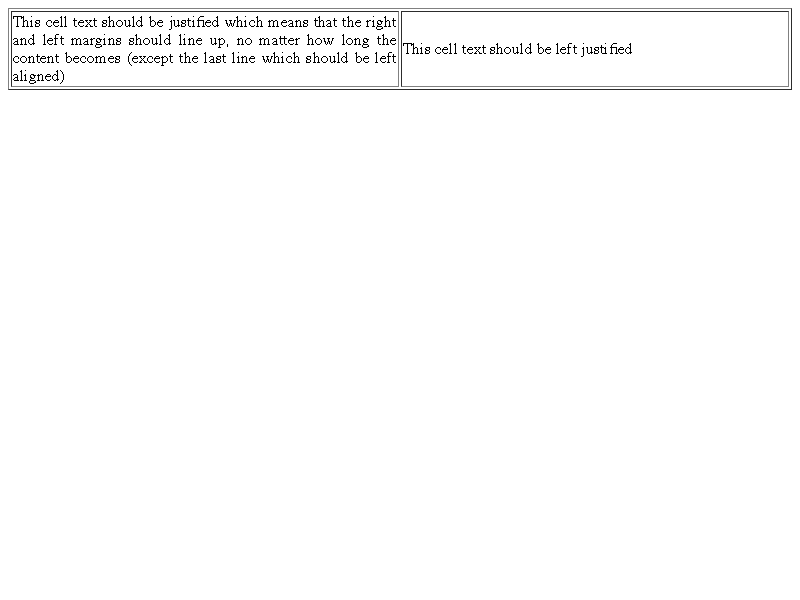 This cell text should be justified which means that the right
and left margins should line up, no matter how long the
content becomes (except the last line which should be left
aligned)
This cell text should be left justified